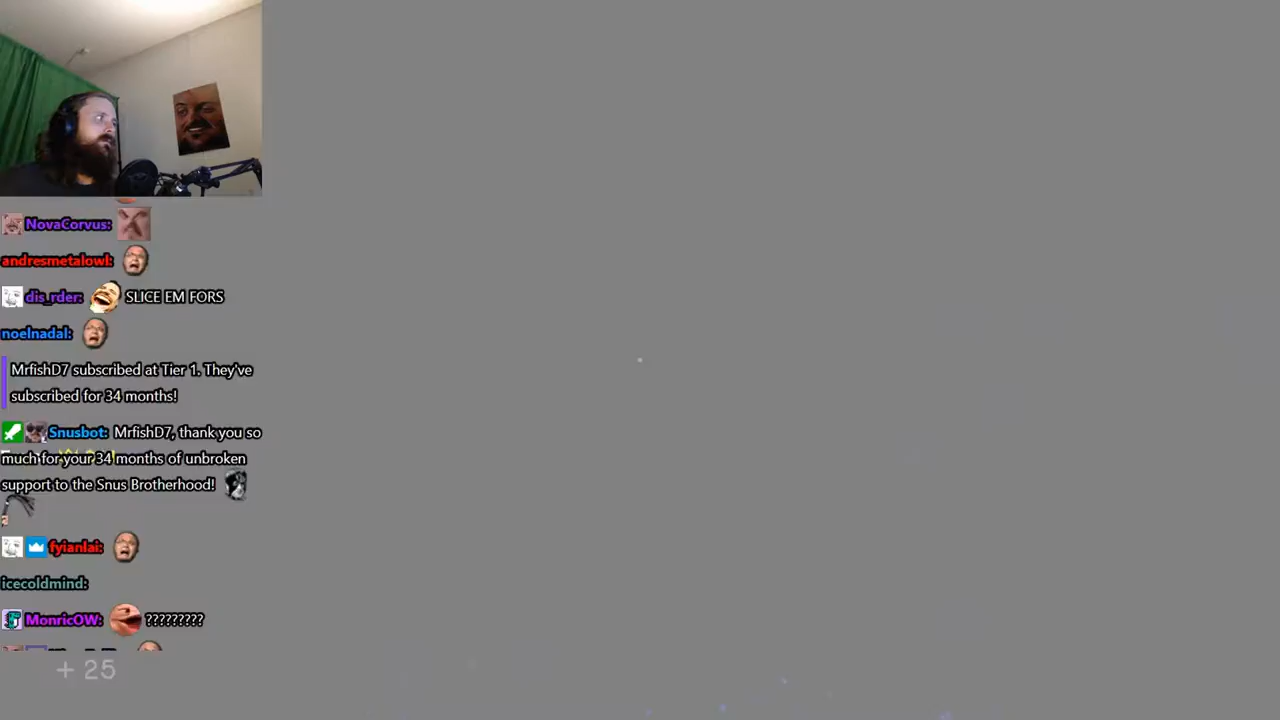 NovaCorvus:
andresmetalowl:
dis_rder: SLICE EM FORS
noelnadal:
MrfishD7 subscribed at Tier 1. They've
subscribed for 34 months!
Snusbot: MrfishD7, thank you so
much for your 34 months of unbroken
support to the Snus Brotherhood!
fyianlai:
icecoldmind:
MonricOW: ?????????
+ 25